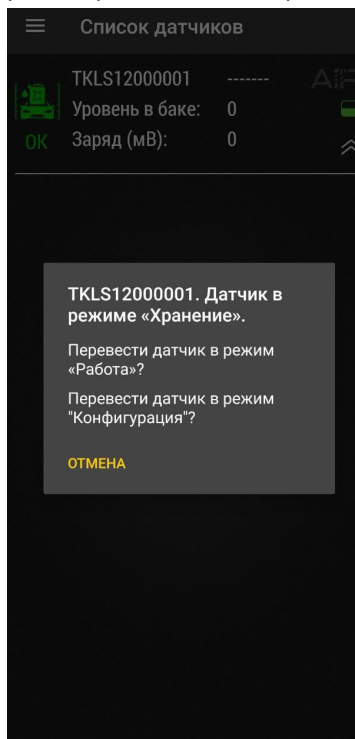 Список датчиков
TKLS12000001 -------
Уровень в баке: 0
OK Заряд (мВ): 0
TKLS12000001. Датчик в
режиме «Хранение».
Перевести датчик в режим
«Работа»?
Перевести датчик в режим
"Конфигурация"?
ОТМЕНА